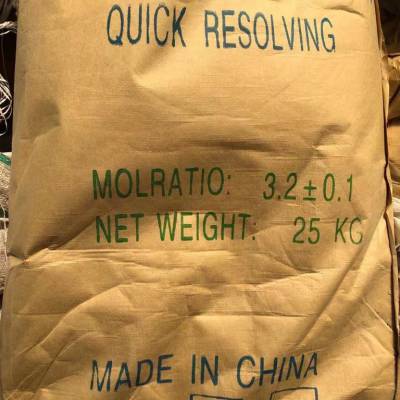 QUICK RESOLVING
MOLRATIO: 3.2±0.1
NET WEIGHT: 25 KG
MADE IN CHINA